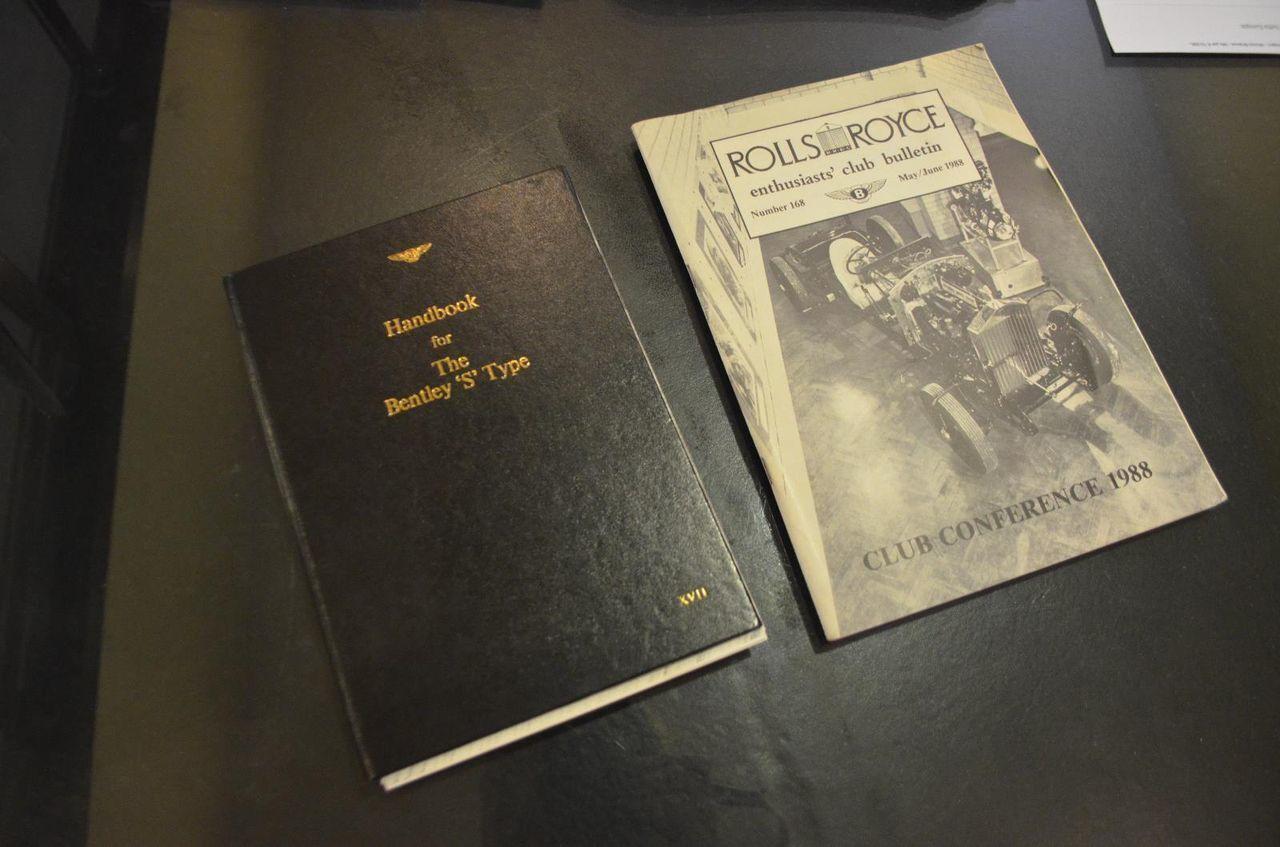 Handbook
for
The
Bentley 'S' Type
XVII
ROLLS ROYCE
enthusiasts' club bulletin
Number 168
B
May/June 1988
CLUB CONFERENCE 1988